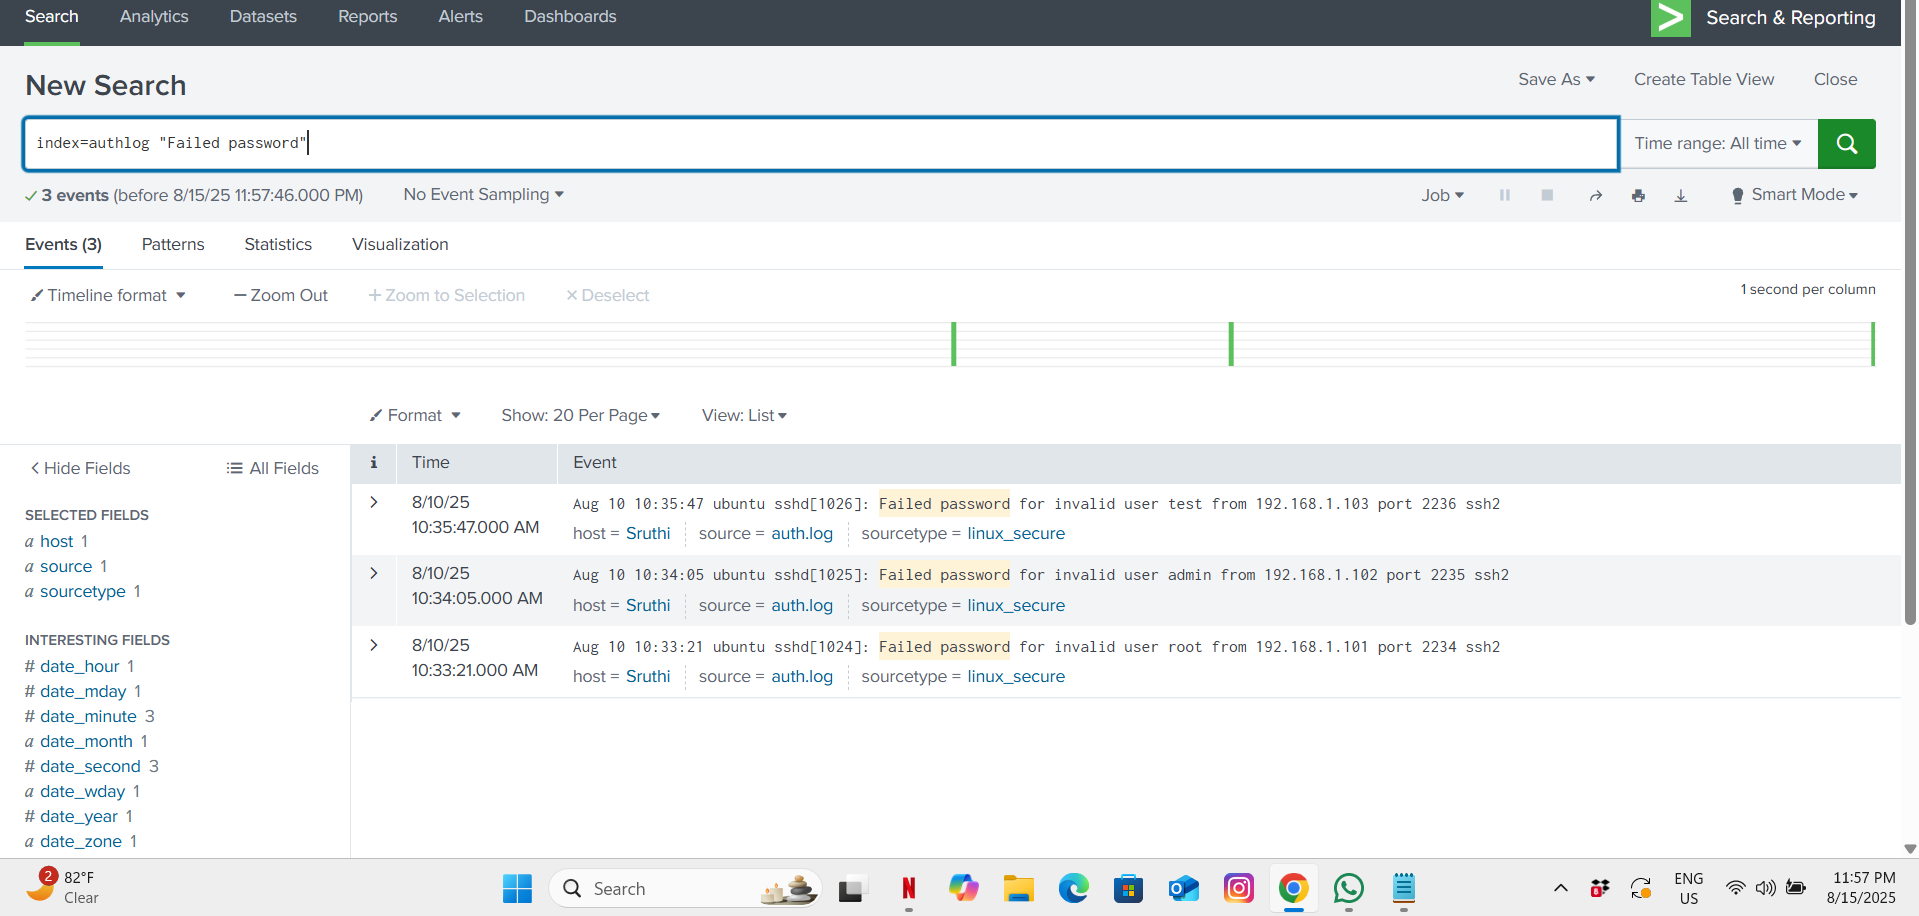 Search Analytics Datasets Reports Alerts Dashboards > Search & Reporting
New Search
Save As Create Table View Close
index=authlog "Failed password"
Time range: All time
3 events (before 8/15/25 11:57:46.000 PM) No Event Sampling Job Smart Mode
Events (3) Patterns Statistics Visualization
Timeline format — Zoom Out + Zoom to Selection × Deselect 1 second per column
Format Show: 20 Per Page View: List
< Hide Fields All Fields
i Time Event
SELECTED FIELDS
a host 1
a source 1
a sourcetype 1
INTERESTING FIELDS
# date_hour 1
# date_mday 1
# date_minute 3
a date_month 1
# date_second 3
a date_wday 1
# date_year 1
a date_zone 1
> 8/10/25 10:35:47.000 AM
Aug 10 10:35:47 ubuntu sshd[1026]: Failed password for invalid user test from 192.168.1.103 port 2236 ssh2
host = Sruthi source = auth.log sourcetype = linux_secure
> 8/10/25 10:34:05.000 AM
Aug 10 10:34:05 ubuntu sshd[1025]: Failed password for invalid user admin from 192.168.1.102 port 2235 ssh2
host = Sruthi source = auth.log sourcetype = linux_secure
> 8/10/25 10:33:21.000 AM
Aug 10 10:33:21 ubuntu sshd[1024]: Failed password for invalid user root from 192.168.1.101 port 2234 ssh2
host = Sruthi source = auth.log sourcetype = linux_secure
2 82°F
Clear
Search
N
ENG
US
11:57 PM
8/15/2025